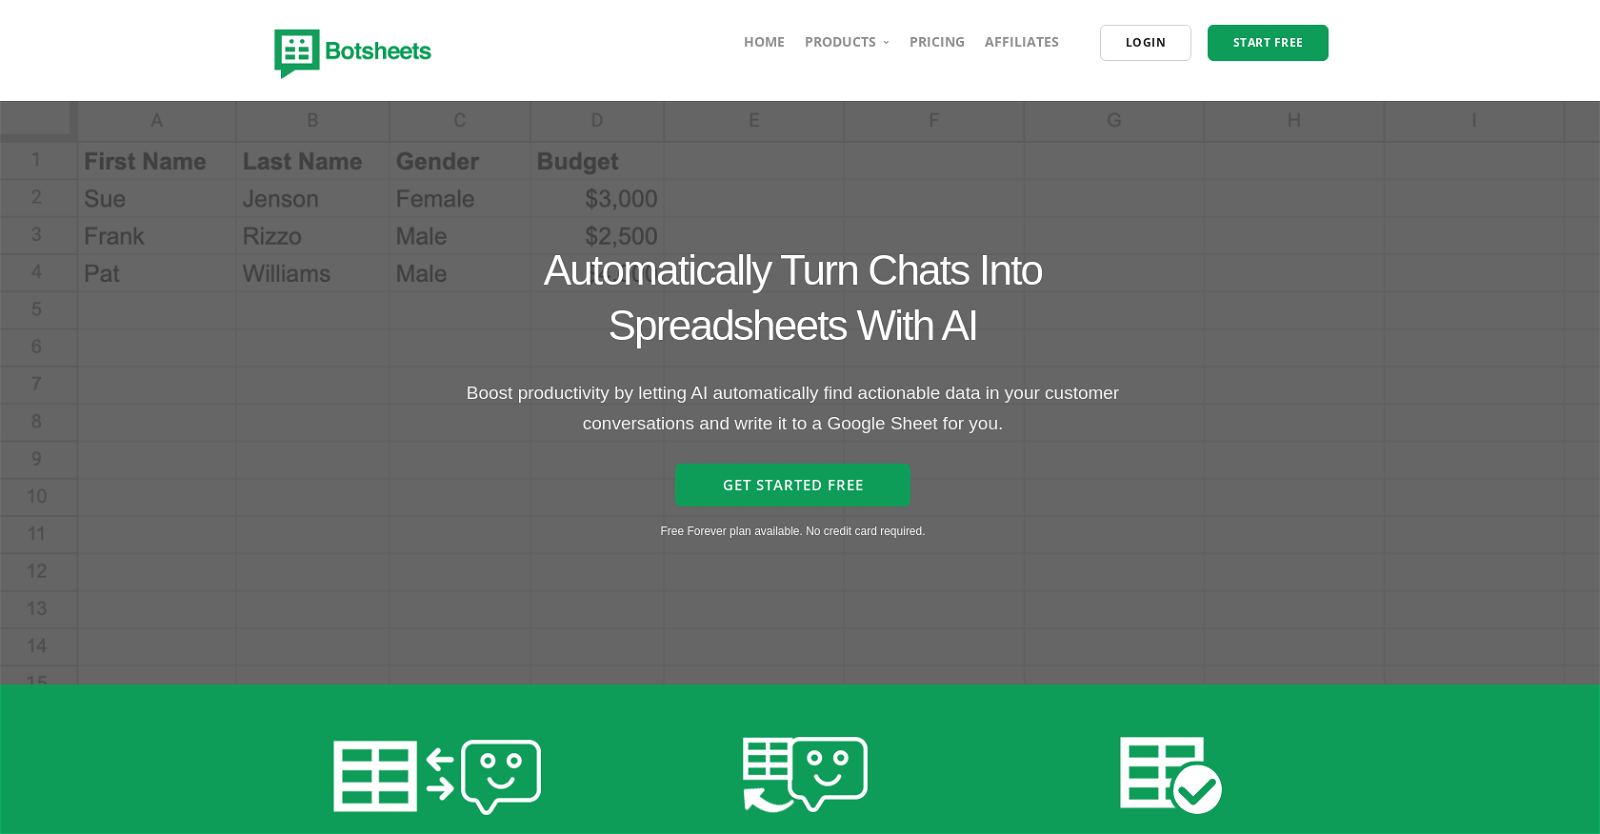 Botsheets
HOME PRODUCTS PRICING AFFILIATES LOGIN START FREE
A B C D E F G H I
1 First Name Last Name Gender Budget
2 Sue Jenson Female $3,000
3 Frank Rizzo Male $2,500
4 Pat Williams Male
Automatically Turn Chats Into
5
Spreadsheets With AI
6
7
Boost productivity by letting AI automatically find actionable data in your customer
8
conversations and write it to a Google Sheet for you.
9
10
GET STARTED FREE
11
Free Forever plan available. No credit card required.
12
13
14
15